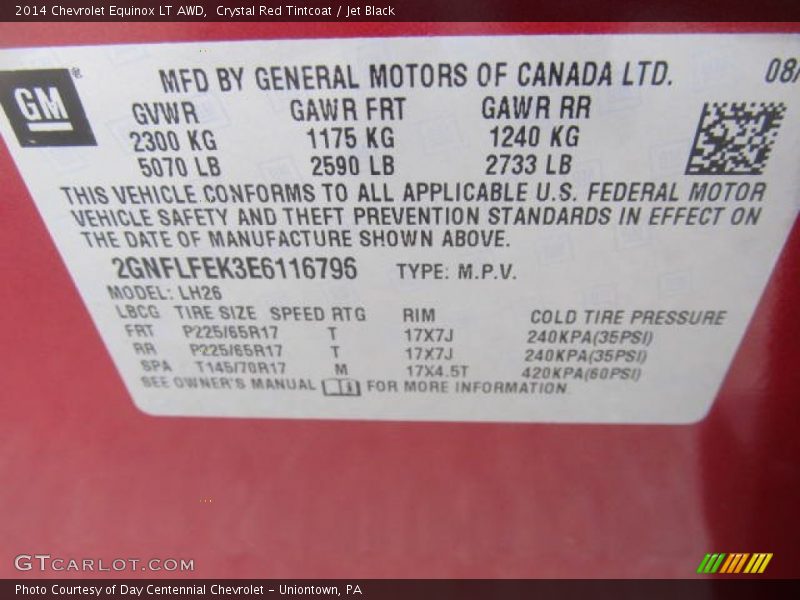 2014 Chevrolet Equinox LT AWD,  Crystal Red Tintcoat / Jet Black
GM
MFD BY GENERAL MOTORS OF CANADA LTD. 08/
GVWR GAWR FRT GAWR RR
2300 KG 1175 KG 1240 KG
5070 LB 2590 LB 2733 LB
THIS VEHICLE CONFORMS TO ALL APPLICABLE U.S. FEDERAL MOTOR
VEHICLE SAFETY AND THEFT PREVENTION STANDARDS IN EFFECT ON
THE DATE OF MANUFACTURE SHOWN ABOVE.
2GNFLFEK3E6116796 TYPE: M.P.V.
MODEL: LH26
LBCG TIRE SIZE SPEED RTG RIM COLD TIRE PRESSURE
FRT P225/65R17 T 17X7J 240KPA(35PSI)
RR P225/65R17 T 17X7J 240KPA(35PSI)
SPA T145/70R17 M 17X4.5T 420KPA(60PSI)
SEE OWNER'S MANUAL FOR MORE INFORMATION.
GTCARLOT.COM
Photo Courtesy of Day Centennial Chevrolet - Uniontown, PA